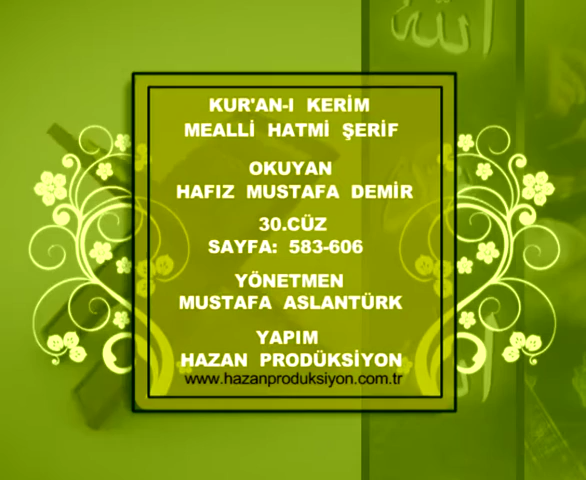 الله
KUR'AN-I KERİM
MEALLİ HATMİ ŞERİF
OKUYAN
HAFIZ MUSTAFA DEMİR
30.CÜZ
SAYFA: 583-606
YÖNETMEN
MUSTAFA ASLANTÜRK
YAPIM
HAZAN PRODÜKSİYON
www.hazanproduksiyon.com.tr